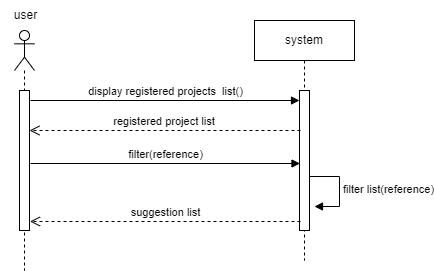 user
system
display registered projects list()
registered project list
filter(reference)
filter list(reference)
suggestion list